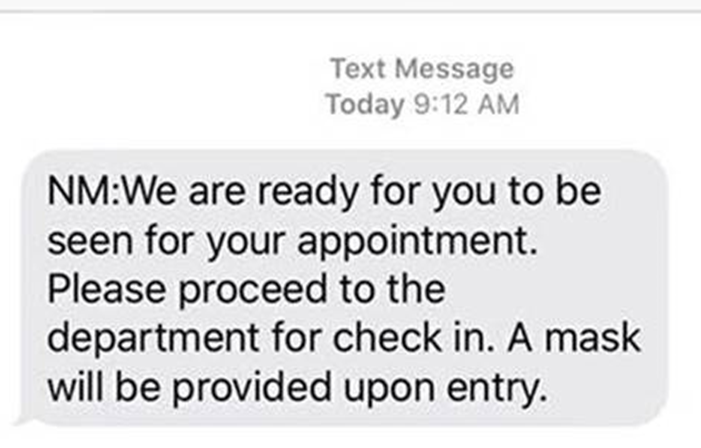 Text Message
Today 9:12 AM
NM:We are ready for you to be
seen for your appointment.
Please proceed to the
department for check in. A mask
will be provided upon entry.